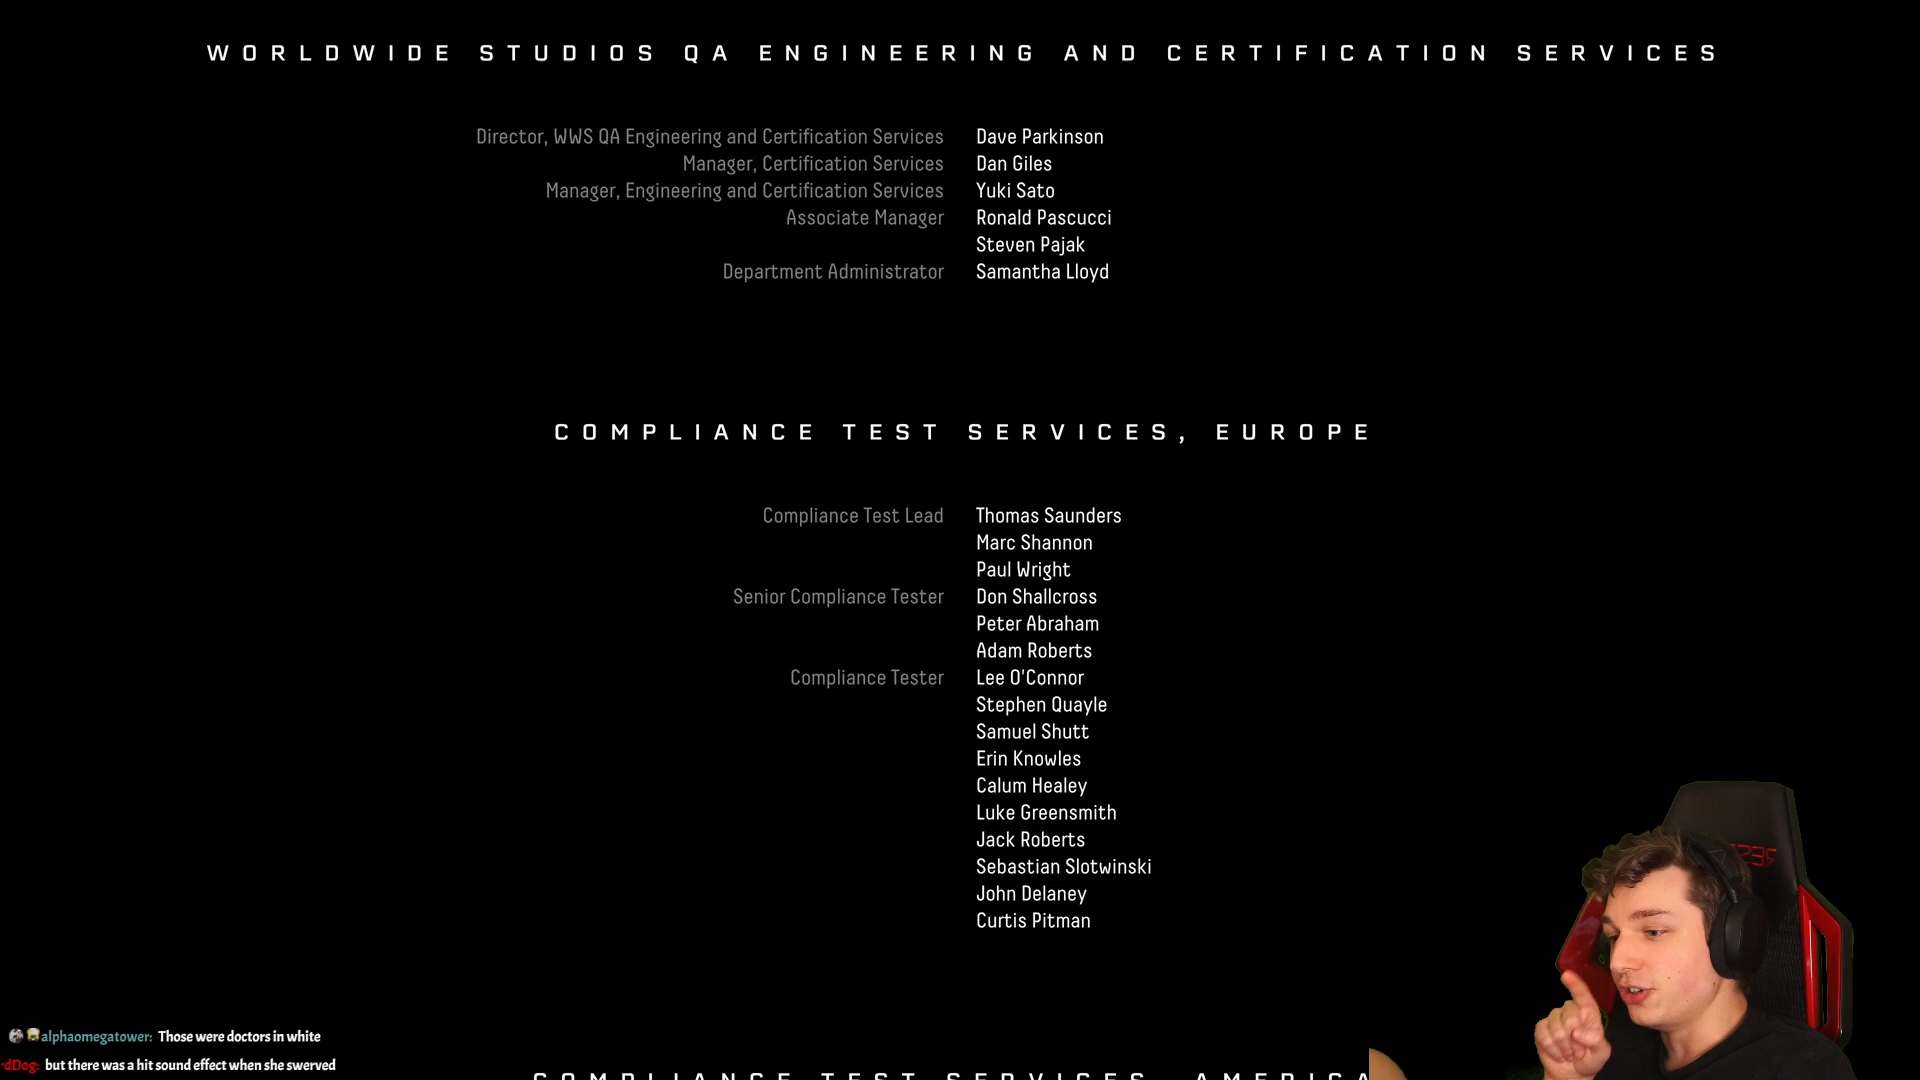 WORLDWIDE STUDIOS QA ENGINEERING AND CERTIFICATION SERVICES
Director, WWS QA Engineering and Certification Services Dave Parkinson
Manager, Certification Services Dan Giles
Manager, Engineering and Certification Services Yuki Sato
Associate Manager Ronald Pascucci
Steven Pajak
Department Administrator Samantha Lloyd
COMPLIANCE TEST SERVICES, EUROPE
Compliance Test Lead Thomas Saunders
Marc Shannon
Paul Wright
Senior Compliance Tester Don Shallcross
Peter Abraham
Adam Roberts
Compliance Tester Lee O'Connor
Stephen Quayle
Samuel Shutt
Erin Knowles
Calum Healey
Luke Greensmith
Jack Roberts
Sebastian Slotwinski
John Delaney
Curtis Pitman
alphaomegatower: Those were doctors in white
dDog: but there was a hit sound effect when she swerved
COMPLIANCE TEST SERVICES, AMERICA